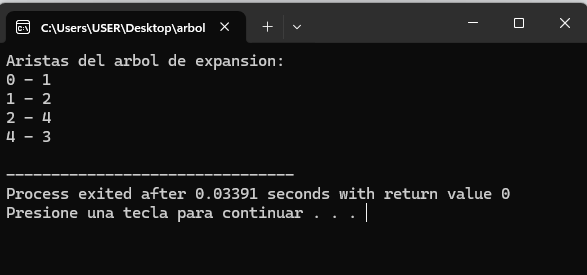 C:\Users\USER\Desktop\arbol
Aristas del arbol de expansion:
0 - 1
1 - 2
2 - 4
4 - 3
--------------------------------
Process exited after 0.03391 seconds with return value 0
Presione una tecla para continuar . . .